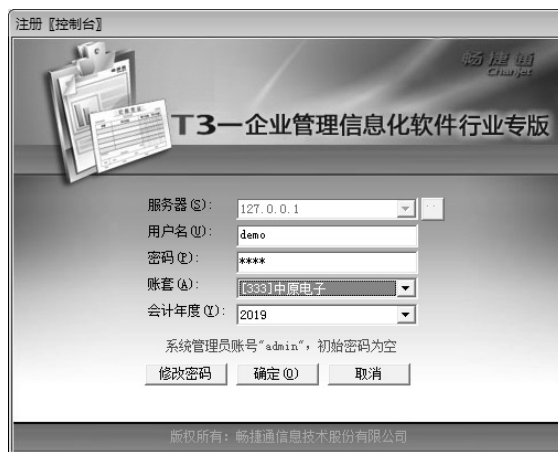 注册〖控制台〗
畅捷通
Chanjet
T3—企业管理信息化软件行业专版
服务器(S): 127.0.0.1
用户名(U): demo
密码(P): ****
账套(A): [333]中原电子
会计年度(Y): 2019
系统管理员账号"admin"，初始密码为空
修改密码 确定(O) 取消
版权所有：畅捷通信息技术股份有限公司